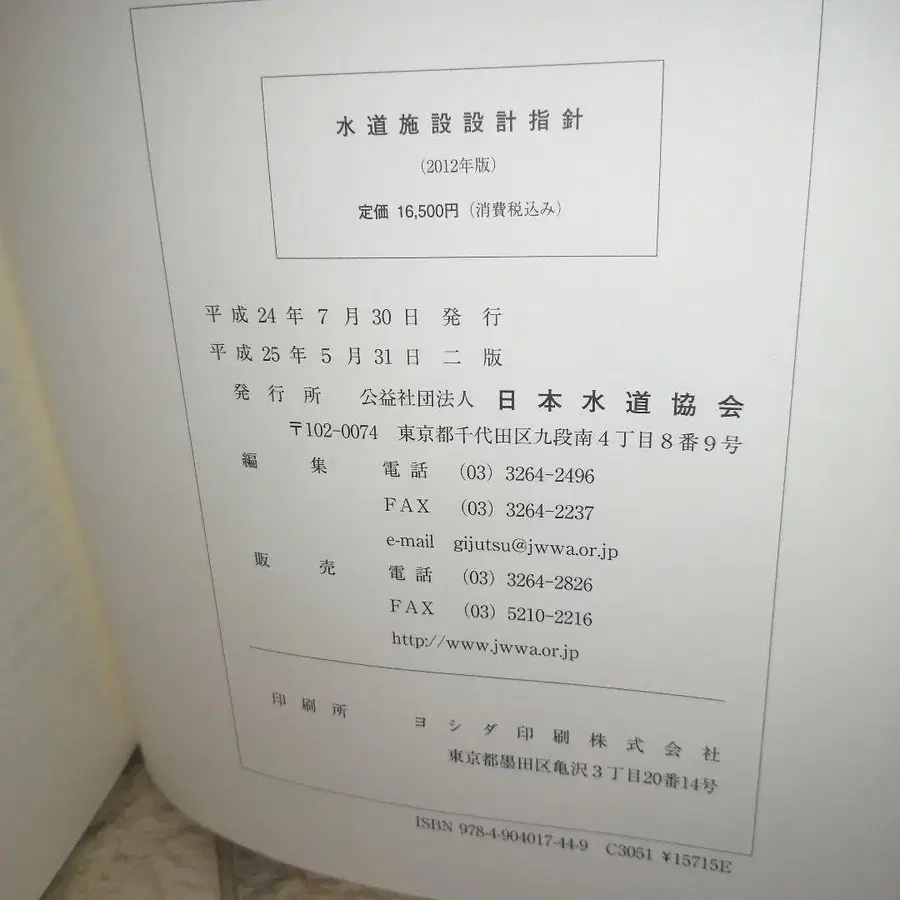 水道施設設計指針
（2012年版）
定価 16,500円（消費税込み）
平成24年7月30日 発行
平成25年5月31日 二版
発行所 公益社団法人 日本水道協会
〒102-0074 東京都千代田区九段南4丁目8番9号
編集 電話 (03) 3264-2496
FAX (03) 3264-2237
e-mail gijutsu@jwwa.or.jp
販売 電話 (03) 3264-2826
FAX (03) 5210-2216
http://www.jwwa.or.jp
印刷所 ヨシダ印刷株式会社
東京都墨田区亀沢3丁目20番14号
ISBN 978-4-904017-44-9 C3051 ¥15715E